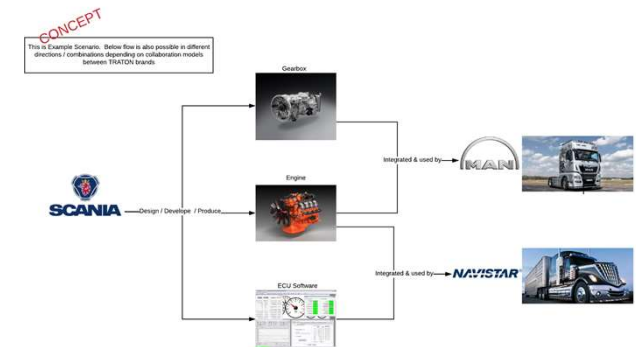 CONCEPT
This is Example Scenario. Below flow is also possible in different
directions / combinations depending on collaboration models
between TRATON brands
Gearbox
Integrated & used by
MAN
Engine
SCANIA
Design / Develope / Produce
Integrated & used by
NAVISTAR
ECU Software